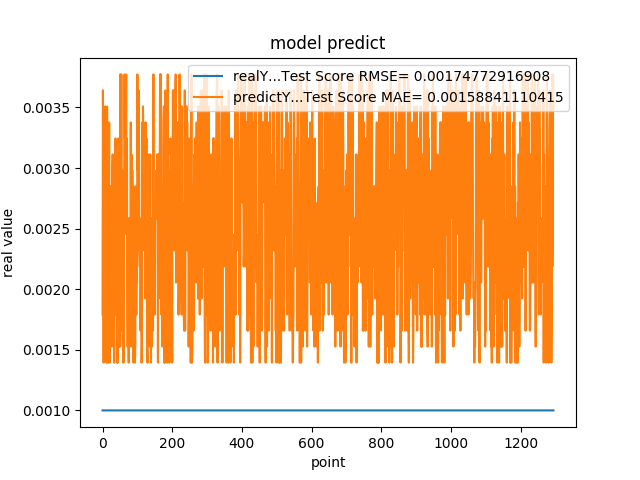 model predict
realY...Test Score RMSE= 0.00174772916908
predictY...Test Score MAE= 0.00158841110415
real value
0.0035
0.0030
0.0025
0.0020
0.0015
0.0010
0 200 400 600 800 1000 1200
point